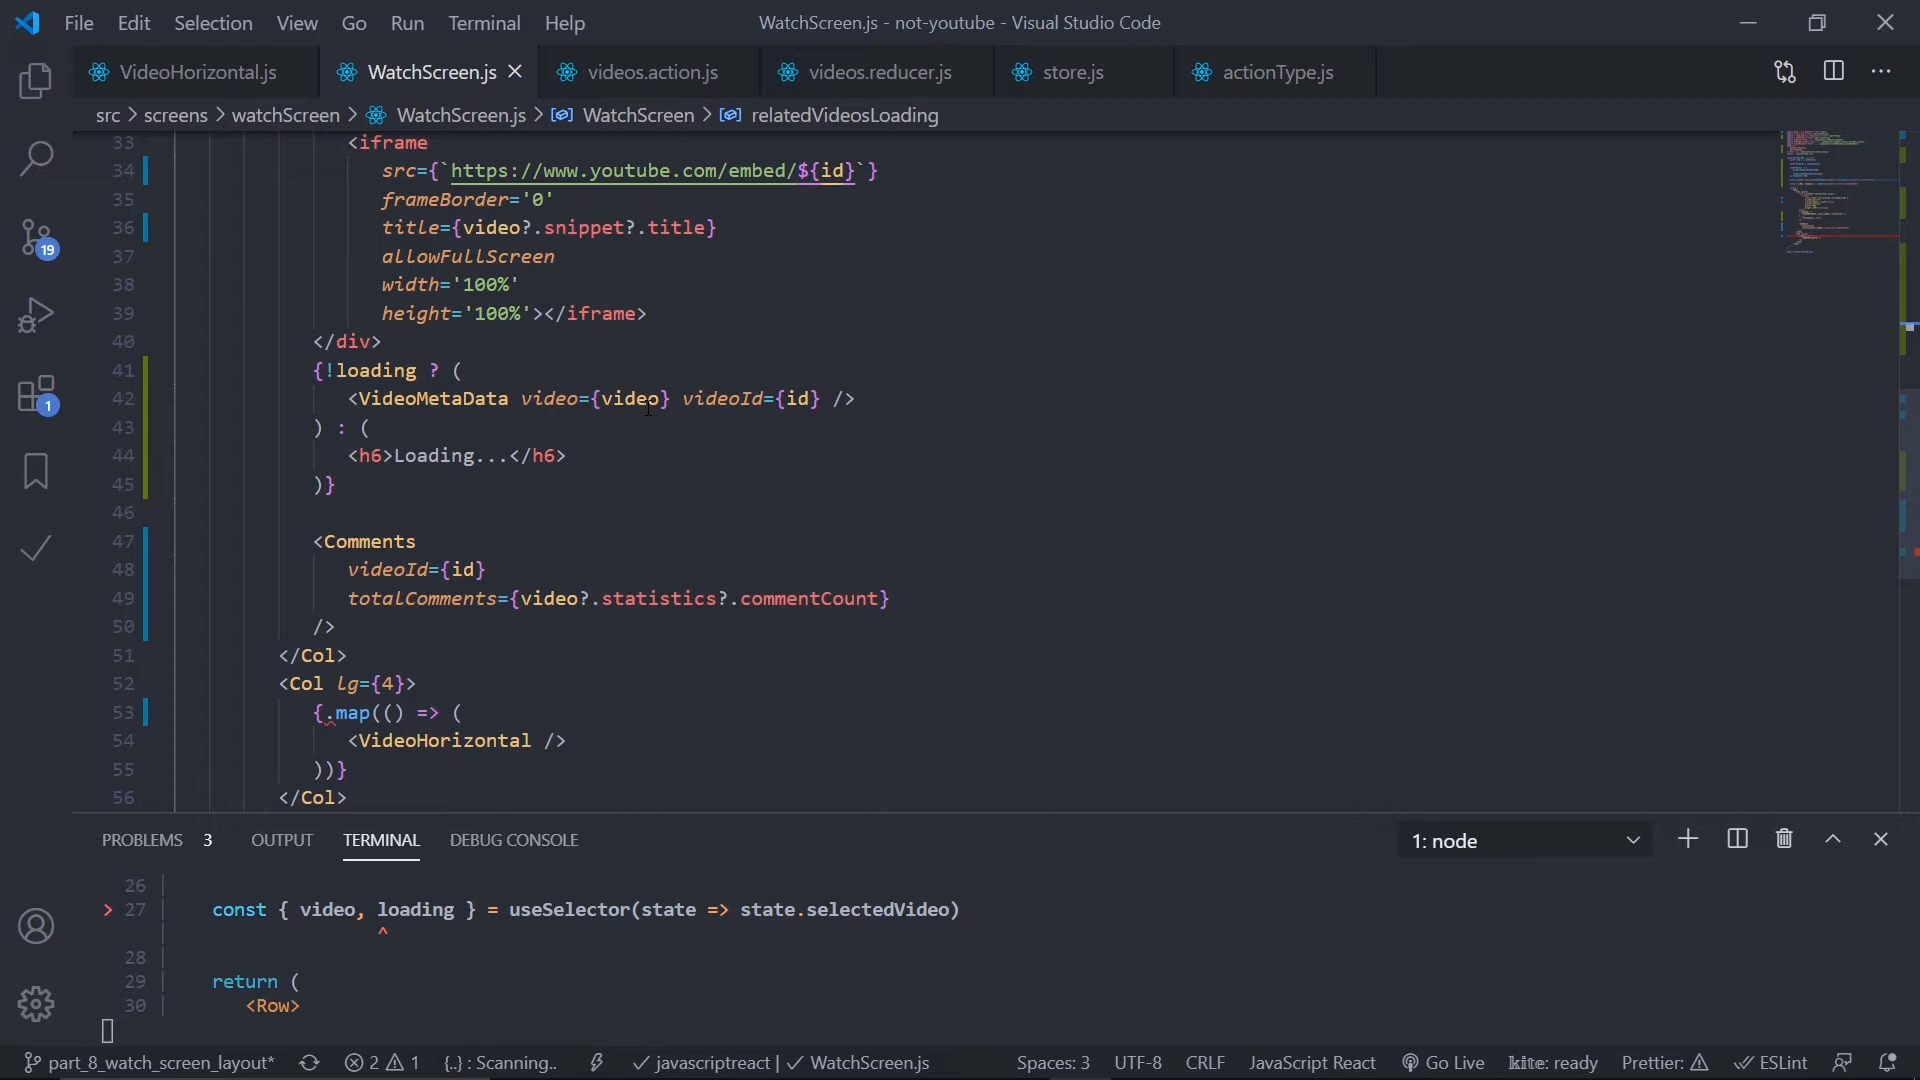 File Edit Selection View Go Run Terminal Help WatchScreen.js - not-youtube - Visual Studio Code
VideoHorizontal.js WatchScreen.js videos.action.js videos.reducer.js store.js actionType.js
src > screens > watchScreen > WatchScreen.js > WatchScreen > relatedVideosLoading
33 <iframe
34 src={`https://www.youtube.com/embed/${id}`}
35 frameBorder='0'
36 title={video?.snippet?.title}
37 allowFullScreen
38 width='100%'
39 height='100%'></iframe>
40 </div>
41 {!loading ? (
42 <VideoMetaData video={video} videoId={id} />
43 ) : (
44 <h6>Loading...</h6>
45 )}
46
47 <Comments
48 videoId={id}
49 totalComments={video?.statistics?.commentCount}
50 />
51 </Col>
52 <Col lg={4}>
53 {.map(() => (
54 <VideoHorizontal />
55 ))}
56 </Col>
19
1
PROBLEMS 3 OUTPUT TERMINAL DEBUG CONSOLE 1: node
26 |
> 27 | const { video, loading } = useSelector(state => state.selectedVideo)
| ^
28 |
29 | return (
30 | <Row>
part_8_watch_screen_layout* 2 1 {..} : Scanning.. javascriptreact | WatchScreen.js Spaces: 3 UTF-8 CRLF JavaScript React Go Live kite: ready Prettier: ESLint